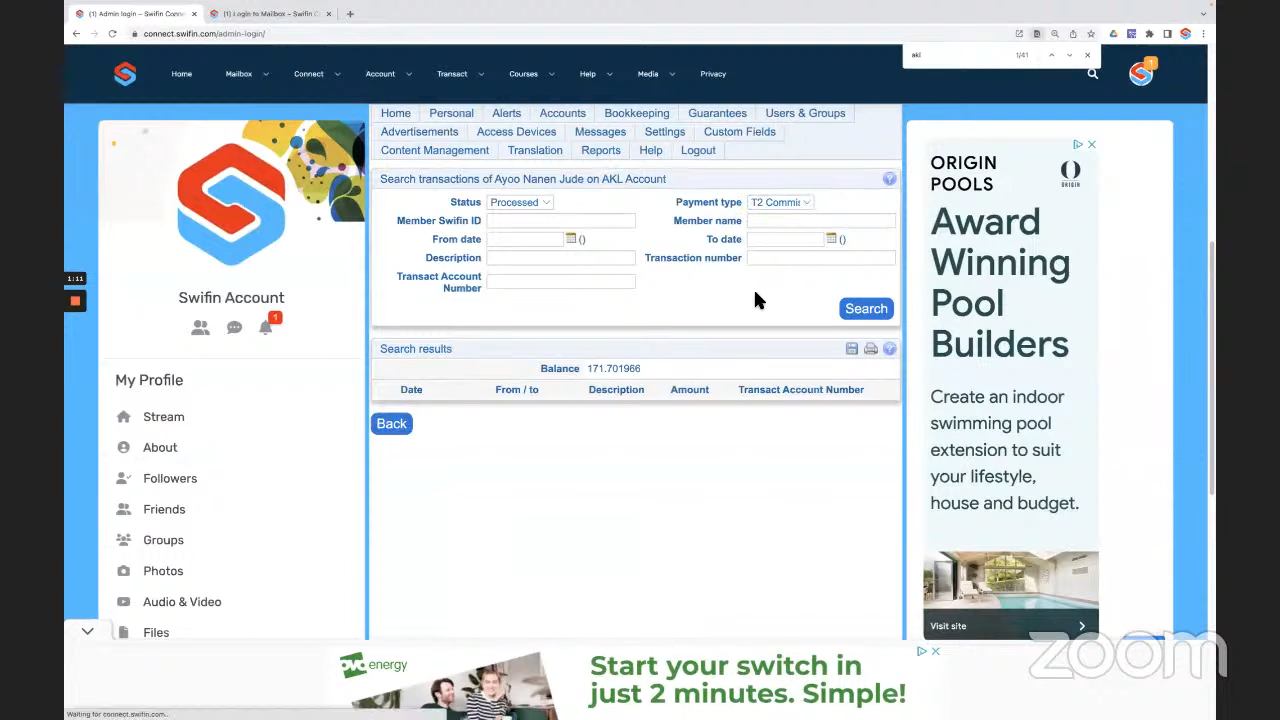 (1) Admin login – Swifin Conne
(1) Login to Mailbox – Swifin C
connect.swifin.com/admin-login/
akl 1/41
Home Mailbox Connect Account Transact Courses Help Media Privacy
1
Home Personal Alerts Accounts Bookkeeping Guarantees Users & Groups
Advertisements Access Devices Messages Settings Custom Fields
Content Management Translation Reports Help Logout
Search transactions of Ayoo Nanen Jude on AKL Account
Status Processed Payment type T2 Commis
Member Swifin ID Member name
From date () To date ()
Description Transaction number
Transact Account
Number
Search
Search results
Balance 171.701966
Date From / to Description Amount Transact Account Number
Back
1:11
Swifin Account
1
My Profile
Stream
About
Followers
Friends
Groups
Photos
Audio & Video
Files
ORIGIN
POOLS
ORIGIN
Award
Winning
Pool
Builders
Create an indoor
swimming pool
extension to suit
your lifestyle,
house and budget.
Visit site
ovo energy
Start your switch in
just 2 minutes. Simple!
zoom
Waiting for connect.swifin.com...